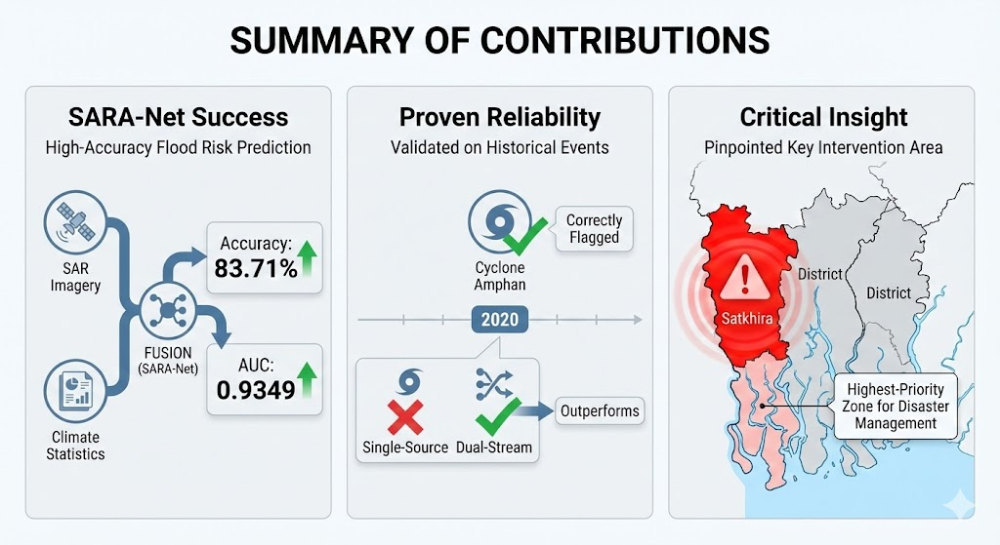 SUMMARY OF CONTRIBUTIONS
SARA-Net Success
High-Accuracy Flood Risk Prediction
SAR
Imagery
Accuracy:
83.71%
FUSION
(SARA-Net)
AUC:
0.9349
Climate
Statistics
Proven Reliability
Validated on Historical Events
Correctly
Flagged
Cyclone
Amphan
2020
Single-Source
Dual-Stream
Outperforms
Critical Insight
Pinpointed Key Intervention Area
District
District
Satkhira
Highest-Priority
Zone for Disaster
Management